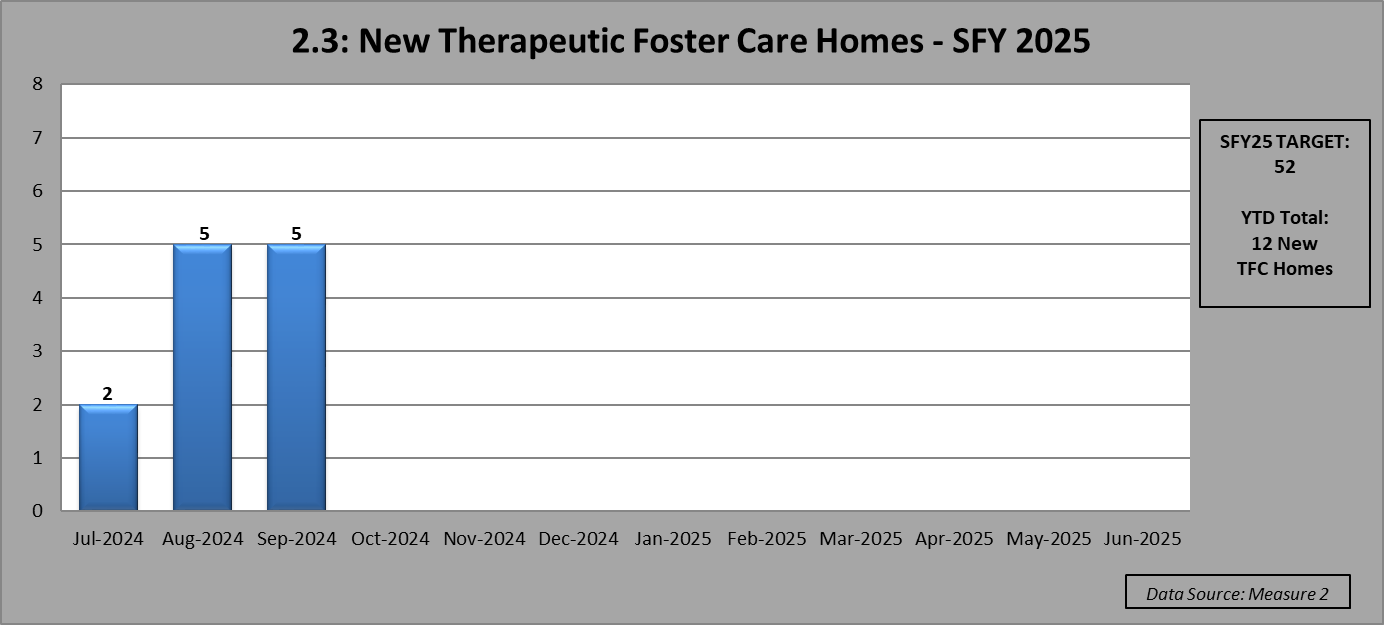 2.3: New Therapeutic Foster Care Homes - SFY 2025
8
7
6
5
4
3
2
1
0
2
5
5
Jul-2024 Aug-2024 Sep-2024 Oct-2024 Nov-2024 Dec-2024 Jan-2025 Feb-2025 Mar-2025 Apr-2025 May-2025 Jun-2025
SFY25 TARGET:
52
YTD Total:
12 New
TFC Homes
Data Source: Measure 2